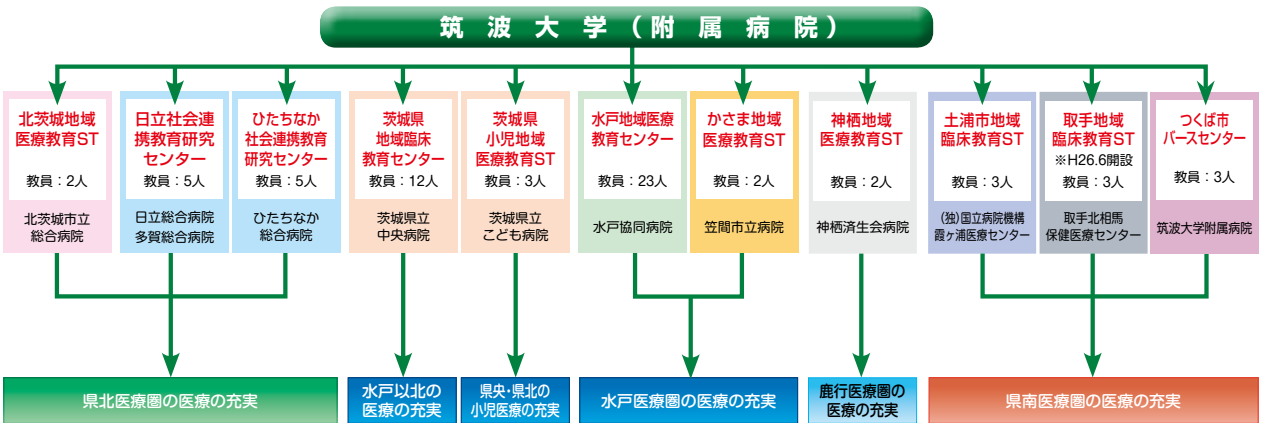 筑波大学(附属病院)
北茨城地域
医療教育ST
教員：2人
北茨城市立
総合病院
日立社会連
携教育研究
センター
教員：5人
日立総合病院
多賀総合病院
ひたちなか
社会連携教育
研究センター
教員：5人
ひたちなか
総合病院
茨城県
地域臨床
教育センター
教員：12人
茨城県立
中央病院
茨城県
小児地域
医療教育ST
教員：3人
茨城県立
こども病院
水戸地域医療
教育センター
教員：23人
水戸協同病院
かさま地域
医療教育ST
教員：2人
笠間市立病院
神栖地域
医療教育ST
教員：2人
神栖済生会病院
土浦市地域
臨床教育ST
教員：3人
(独)国立病院機構
霞ヶ浦医療センター
取手地域
臨床教育ST
※H26.6開設
教員：3人
取手北相馬
保健医療センター
つくば市
バースセンター
教員：3人
筑波大学附属病院
県北医療圏の医療の充実
水戸以北の
医療の充実
県央・県北の
小児医療の充実
水戸医療圏の医療の充実
鹿行医療圏の
医療の充実
県南医療圏の医療の充実